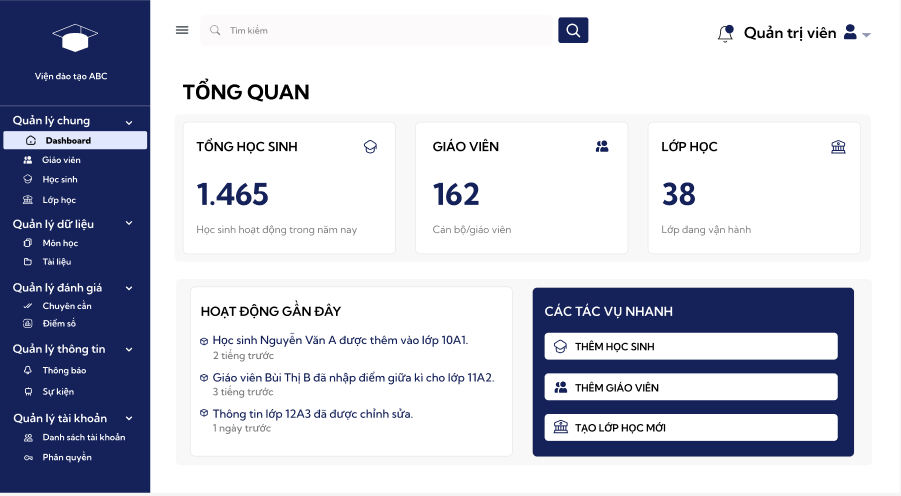 Viện đào tạo ABC
Quản lý chung
Dashboard
Giáo viên
Học sinh
Lớp học
Quản lý dữ liệu
Môn học
Tài liệu
Quản lý đánh giá
Chuyên cần
Điểm số
Quản lý thông tin
Thông báo
Sự kiện
Quản lý tài khoản
Danh sách tài khoản
Phân quyền
Tìm kiếm
Quản trị viên
TỔNG QUAN
TỔNG HỌC SINH
1.465
Học sinh hoạt động trong năm nay
GIÁO VIÊN
162
Cán bộ/giáo viên
LỚP HỌC
38
Lớp đang vận hành
HOẠT ĐỘNG GẦN ĐÂY
Học sinh Nguyễn Văn A được thêm vào lớp 10A1.
2 tiếng trước
Giáo viên Bùi Thị B đã nhập điểm giữa kì cho lớp 11A2.
3 tiếng trước
Thông tin lớp 12A3 đã được chỉnh sửa.
1 ngày trước
CÁC TÁC VỤ NHANH
THÊM HỌC SINH
THÊM GIÁO VIÊN
TẠO LỚP HỌC MỚI